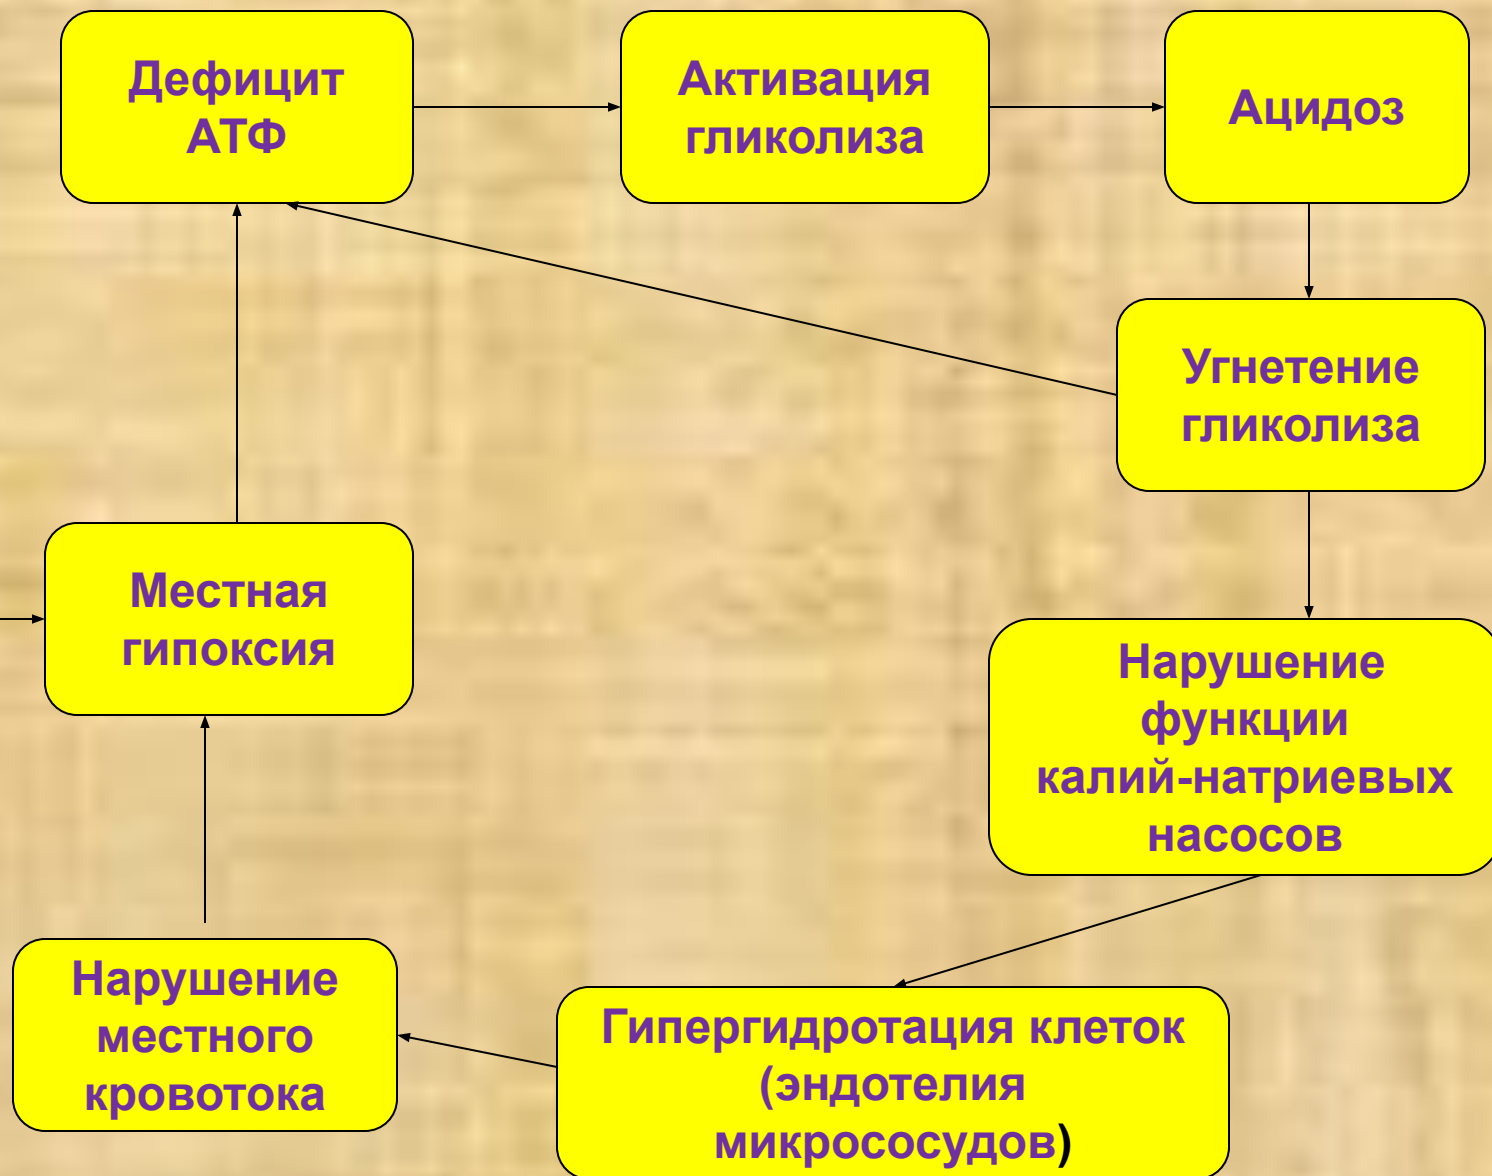 Дефицит
АТФ
Активация
гликолиза
Ацидоз
Угнетение
гликолиза
Местная
гипоксия
Нарушение
функции
калий-натриевых
насосов
Нарушение
местного
кровотока
Гипергидротация клеток
(эндотелия
микрососудов)